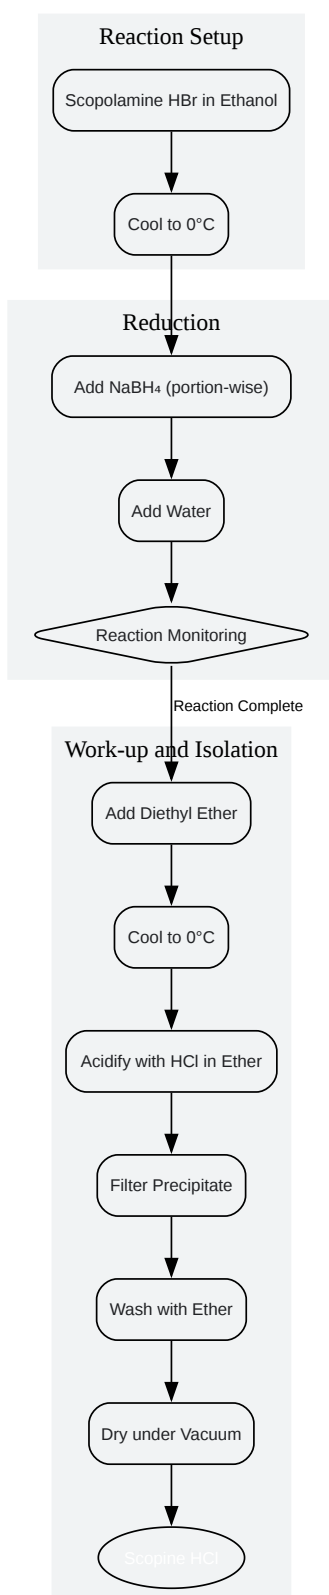 Reaction Setup
Scopolamine HBr in Ethanol
Cool to 0°C
Reduction
Add NaBH₄ (portion-wise)
Add Water
Reaction Monitoring
Reaction Complete
Work-up and Isolation
Add Diethyl Ether
Cool to 0°C
Acidify with HCl in Ether
Filter Precipitate
Wash with Ether
Dry under Vacuum
Scopine HCl